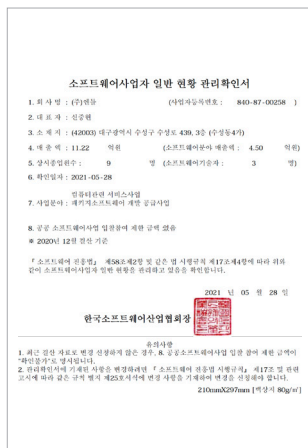 소프트웨어사업자 일반 현황 관리확인서
1. 회 사 명 : (주)멘틀 (사업자등록번호 : 840-87-00258 )
2. 대 표 자 : 신중현
3. 소 재 지 : (42003) 대구광역시 수성구 수성로 439, 3층 (수성동4가)
4. 매 출 액 : 11.22 억원 (소프트웨어분야 매출액 : 4.50 억원)
5. 상시종업원수 : 9 명 (소프트웨어기술자 : 3 명)
6. 확인일자 : 2021-05-28
컴퓨터관련 서비스사업
7. 사업분야 : 패키지소프트웨어 개발 공급사업
8. 공공 소프트웨어사업 입찰참여 제한 금액 없음
※ 2020년 12월 결산 기준
『 소프트웨어 진흥법』 제58조제2항 및 같은 법 시행규칙 제17조제4항에 따라 위와
같이 소프트웨어사업자 일반 현황을 관리하고 있음을 확인합니다.
2021 년 05 월 28 일
한국소프트웨어산업협회장
유의사항
1. 최근 결산 자료로 변경 신청하지 않은 경우, 8. 공공소프트웨어사업 입찰 참여 제한 금액이
"확인불가"로 명시됩니다.
2. 관리확인서에 기재된 사항을 변경하려면 『 소프트웨어 진흥법 시행규칙』 제17조 및 관련
고시에 따라 같은 규칙 별지 제25호서식에 변경 사항을 기재하여 변경을 신청해야 합니다.
210mmX297mm [백상지 80g/㎡]